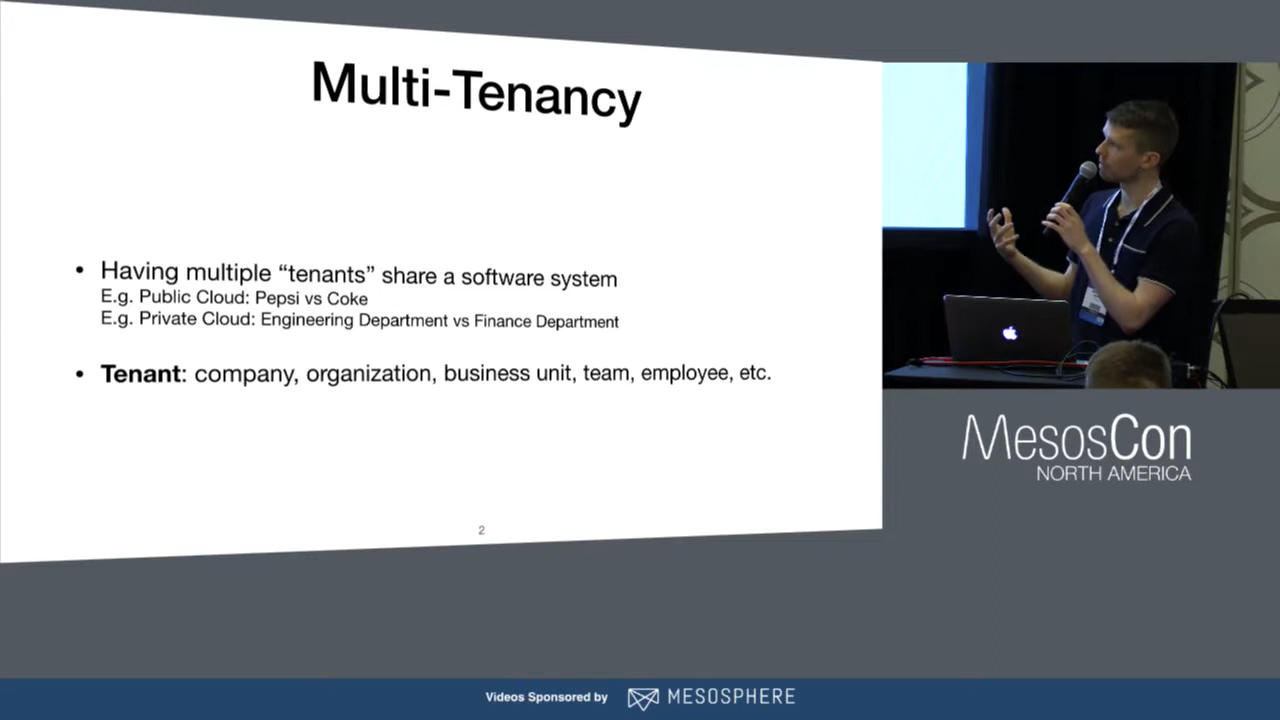 Multi-Tenancy
• Having multiple “tenants” share a software system
E.g. Public Cloud: Pepsi vs Coke
E.g. Private Cloud: Engineering Department vs Finance Department
• Tenant: company, organization, business unit, team, employee, etc.
2
MesosCon
NORTH AMERICA
Videos Sponsored by MESOSPHERE